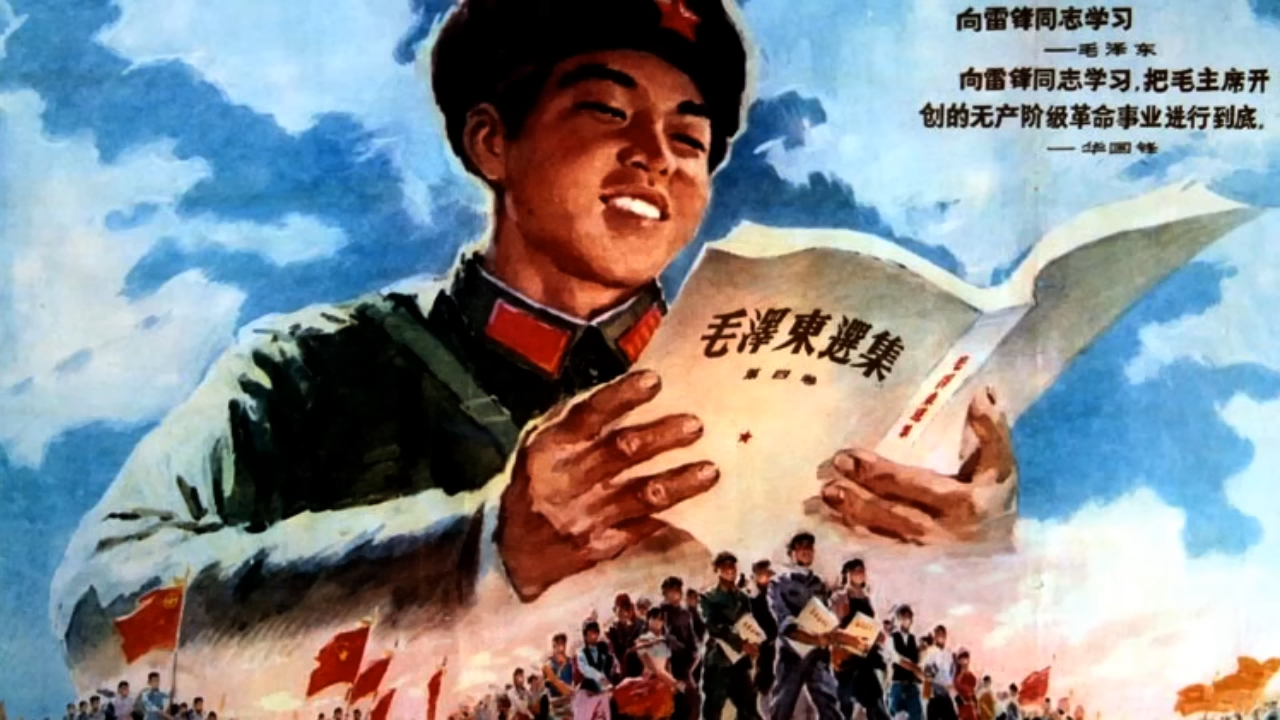 向雷锋同志学习
——毛泽东
向雷锋同志学习,把毛主席开
创的无产阶级革命事业进行到底.
——华国锋
毛澤東選集
第四卷